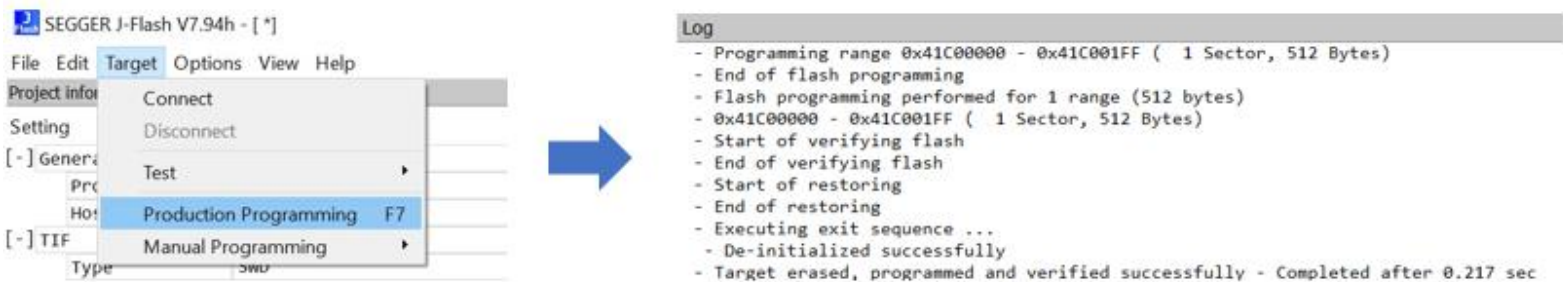 SEGGER J-Flash V7.94h - [ *]
File Edit Target Options View Help
Project infor
Setting
Connect
Disconnect
[-] Genera
Test
Pro
Hos
Production Programming F7
[-] TIF
Manual Programming
Type SWD
Log
- Programming range 0x41C00000 - 0x41C001FF ( 1 Sector, 512 Bytes)
- End of flash programming
- Flash programming performed for 1 range (512 bytes)
- 0x41C00000 - 0x41C001FF ( 1 Sector, 512 Bytes)
- Start of verifying flash
- End of verifying flash
- Start of restoring
- End of restoring
- Executing exit sequence ...
- De-initialized successfully
- Target erased, programmed and verified successfully - Completed after 0.217 sec